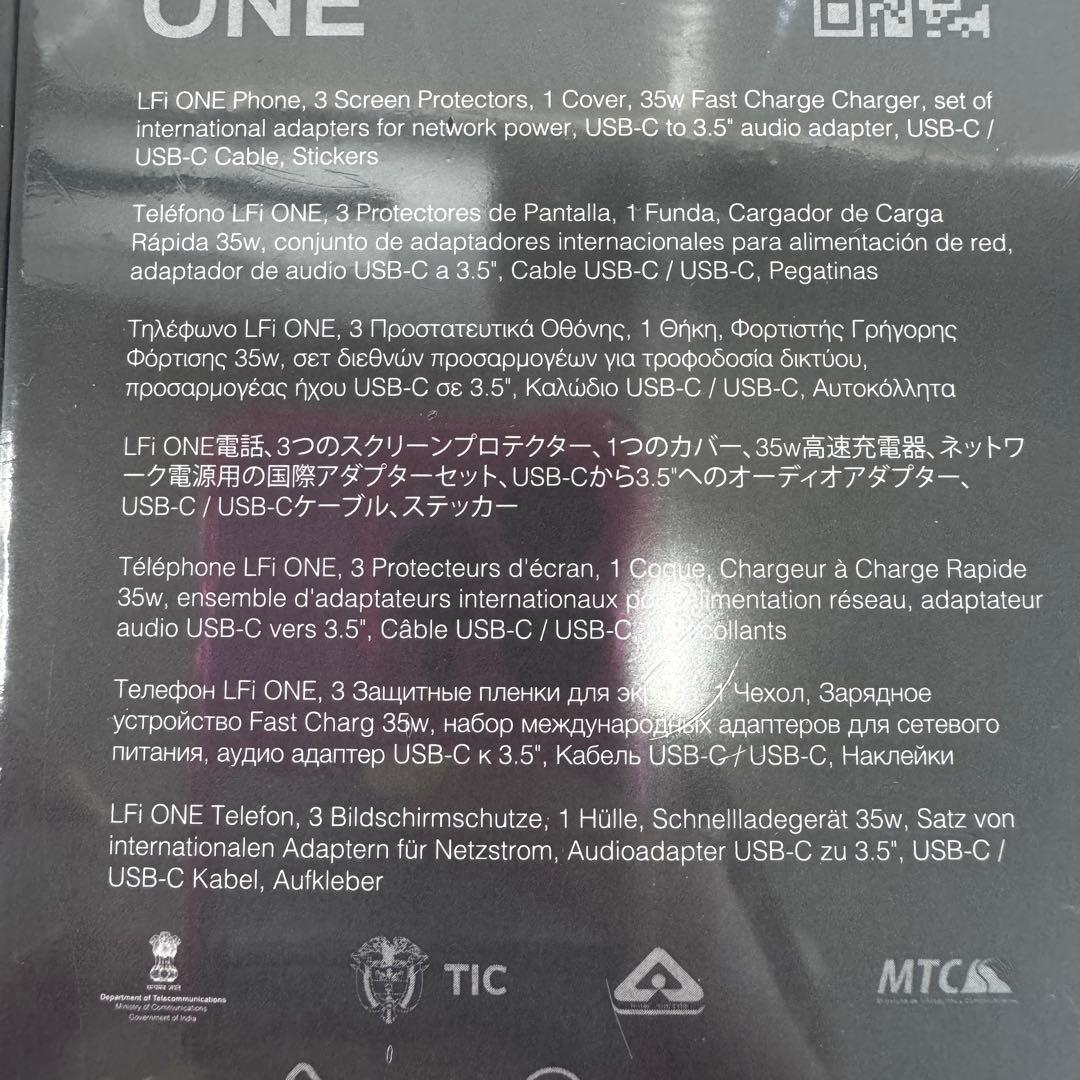 ONE
LFi ONE Phone, 3 Screen Protectors, 1 Cover, 35w Fast Charge Charger, set of
international adapters for network power, USB-C to 3.5" audio adapter, USB-C /
USB-C Cable, Stickers
Teléfono LFi ONE, 3 Protectores de Pantalla, 1 Funda, Cargador de Carga
Rápida 35w, conjunto de adaptadores internacionales para alimentación de red,
adaptador de audio USB-C a 3.5", Cable USB-C / USB-C, Pegatinas
Τηλέφωνο LFi ONE, 3 Προστατευτικά Οθόνης, 1 Θήκη, Φορτιστής Γρήγορης
Φόρτισης 35w, σετ διεθνών προσαρμογέων για τροφοδοσία δικτύου,
προσαρμογέας ήχου USB-C σε 3.5", Καλώδιο USB-C / USB-C, Αυτοκόλλητα
LFi ONE電話、3つのスクリーンプロテクター、1つのカバー、35w高速充電器、ネットワ
ーク電源用の国際アダプターセット、USB-Cから3.5"へのオーディオアダプター、
USB-C / USB-Cケーブル、ステッカー
Téléphone LFi ONE, 3 Protecteurs d'écran, 1 Coque, Chargeur à Charge Rapide
35w, ensemble d'adaptateurs internationaux pour alimentation réseau, adaptateur
audio USB-C vers 3.5", Câble USB-C / USB-C,
Телефон LFi ONE, 3 Защитные пленки для экрана, 1 Чехол, Зарядное
устройство Fast Charg 35w, набор международных адаптеров для сетевого
питания, аудио адаптер USB-C к 3.5", Кабель USB-C / USB-C, Наклейки
LFi ONE Telefon, 3 Bildschirmschutze, 1 Hülle, Schnellladegerät 35w, Satz von
internationalen Adaptern für Netzstrom, Audioadapter USB-C zu 3.5", USB-C /
USB-C Kabel, Aufkleber
सत्यमेव जयते
Department of Telecommunications
Ministry of Communications
Government of India
TIC
MTC